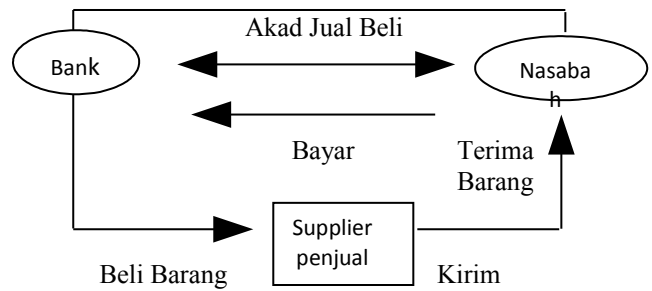 Akad Jual Beli
Bank
Nasaba
h
Bayar
Terima
Barang
Supplier
penjual
Beli Barang
Kirim